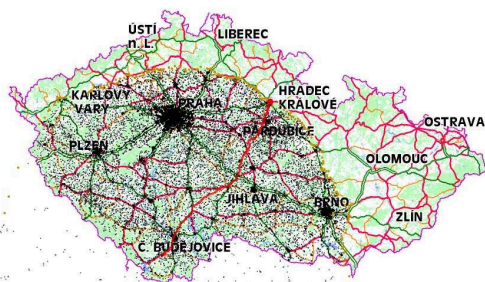 ÚSTÍ
n. L.
LIBEREC
KARLOVY
VARY
PRAHA
HRADEC
KRÁLOVÉ
PARDUBICE
OSTRAVA
PLZEŇ
OLOMOUC
JIHLAVA
BRNO
ZLÍN
Č. BUDĚJOVICE